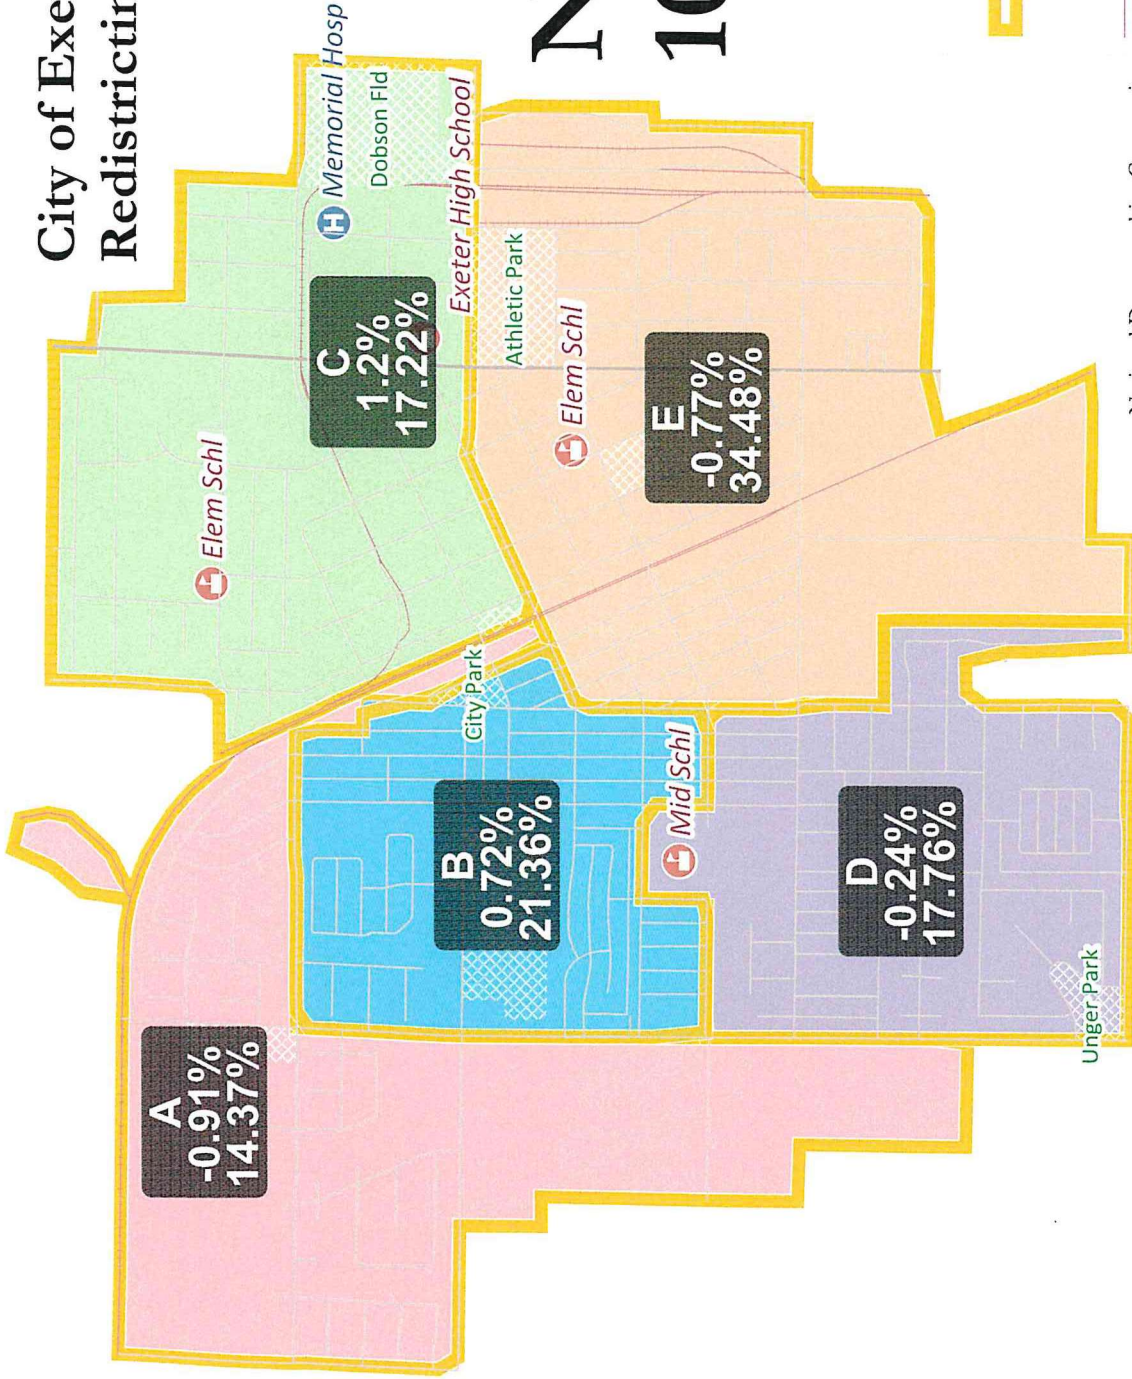 City of Exe
Redistrictin
N
10
Memorial Hosp
Dobson Fld
Exeter High School
Elem Schl
C
1.2%
17.22%
Athletic Park
Elem Schl
E
-0.77%
34.48%
City Park
Mid Schl
B
0.72%
21.36%
D
-0.24%
17.76%
Unger Park
A
-0.91%
14.37%
H